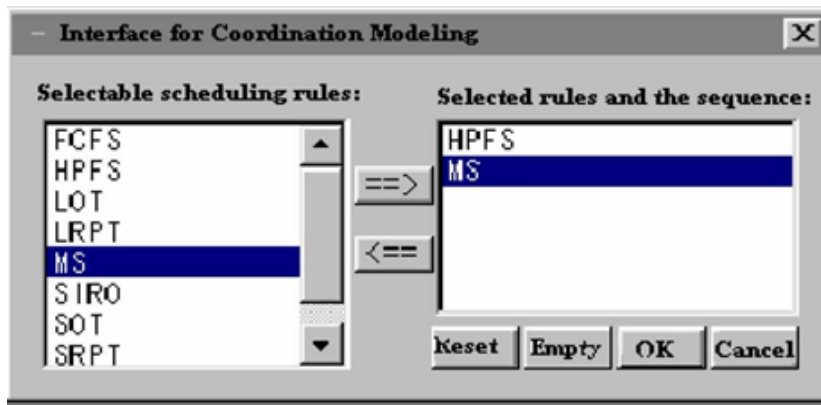 Interface for Coordination Modeling
Selectable scheduling rules:
FCFS
HPFS
LOT
LRPT
MS
SIRO
SOT
SRPT
==>
<==
Selected rules and the sequence:
HPFS
MS
Reset
Empty
OK
Cancel